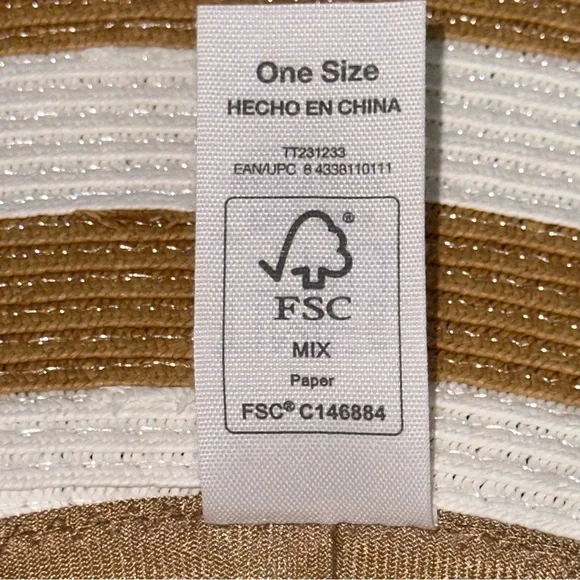 One Size
HECHO EN CHINA
TT231233
EAN/UPC 8 4338110111
®
FSC
MIX
Paper
FSC® C146884